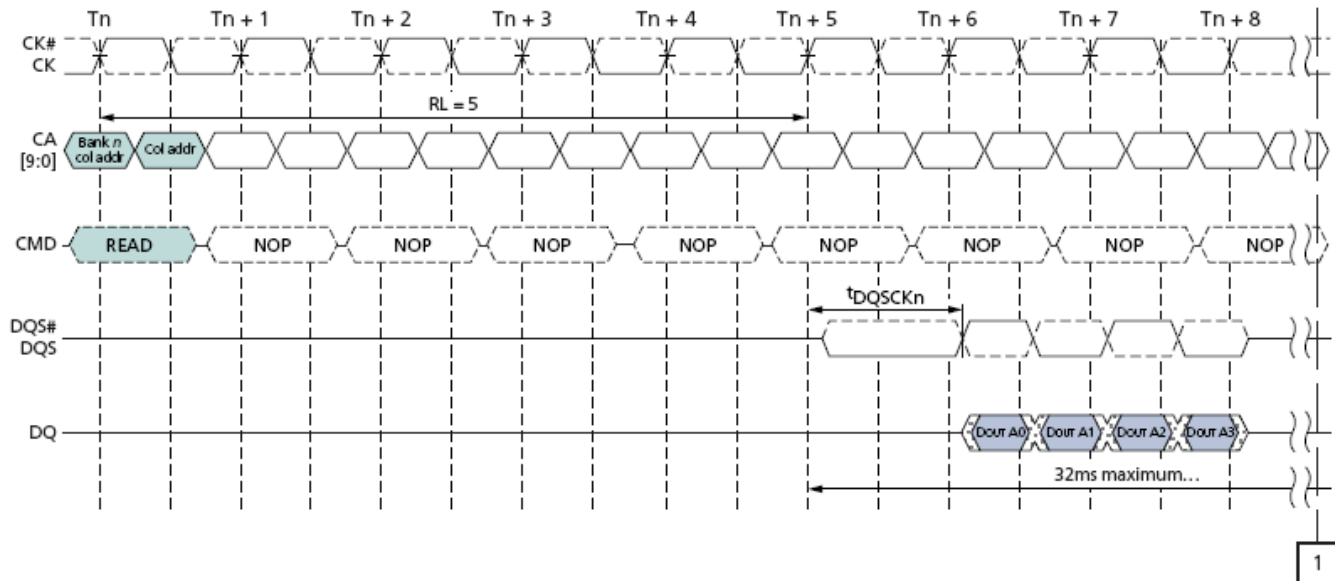 Tn Tn + 1 Tn + 2 Tn + 3 Tn + 4 Tn + 5 Tn + 6 Tn + 7 Tn + 8
CK#
CK
RL = 5
CA
[9:0]
Bank n
col addr
Col addr
CMD READ NOP NOP NOP NOP NOP NOP NOP NOP
tDQSCKn
DQS#
DQS
DQ DOUT A0 DOUT A1 DOUT A2 DOUT A3
32ms maximum…
1